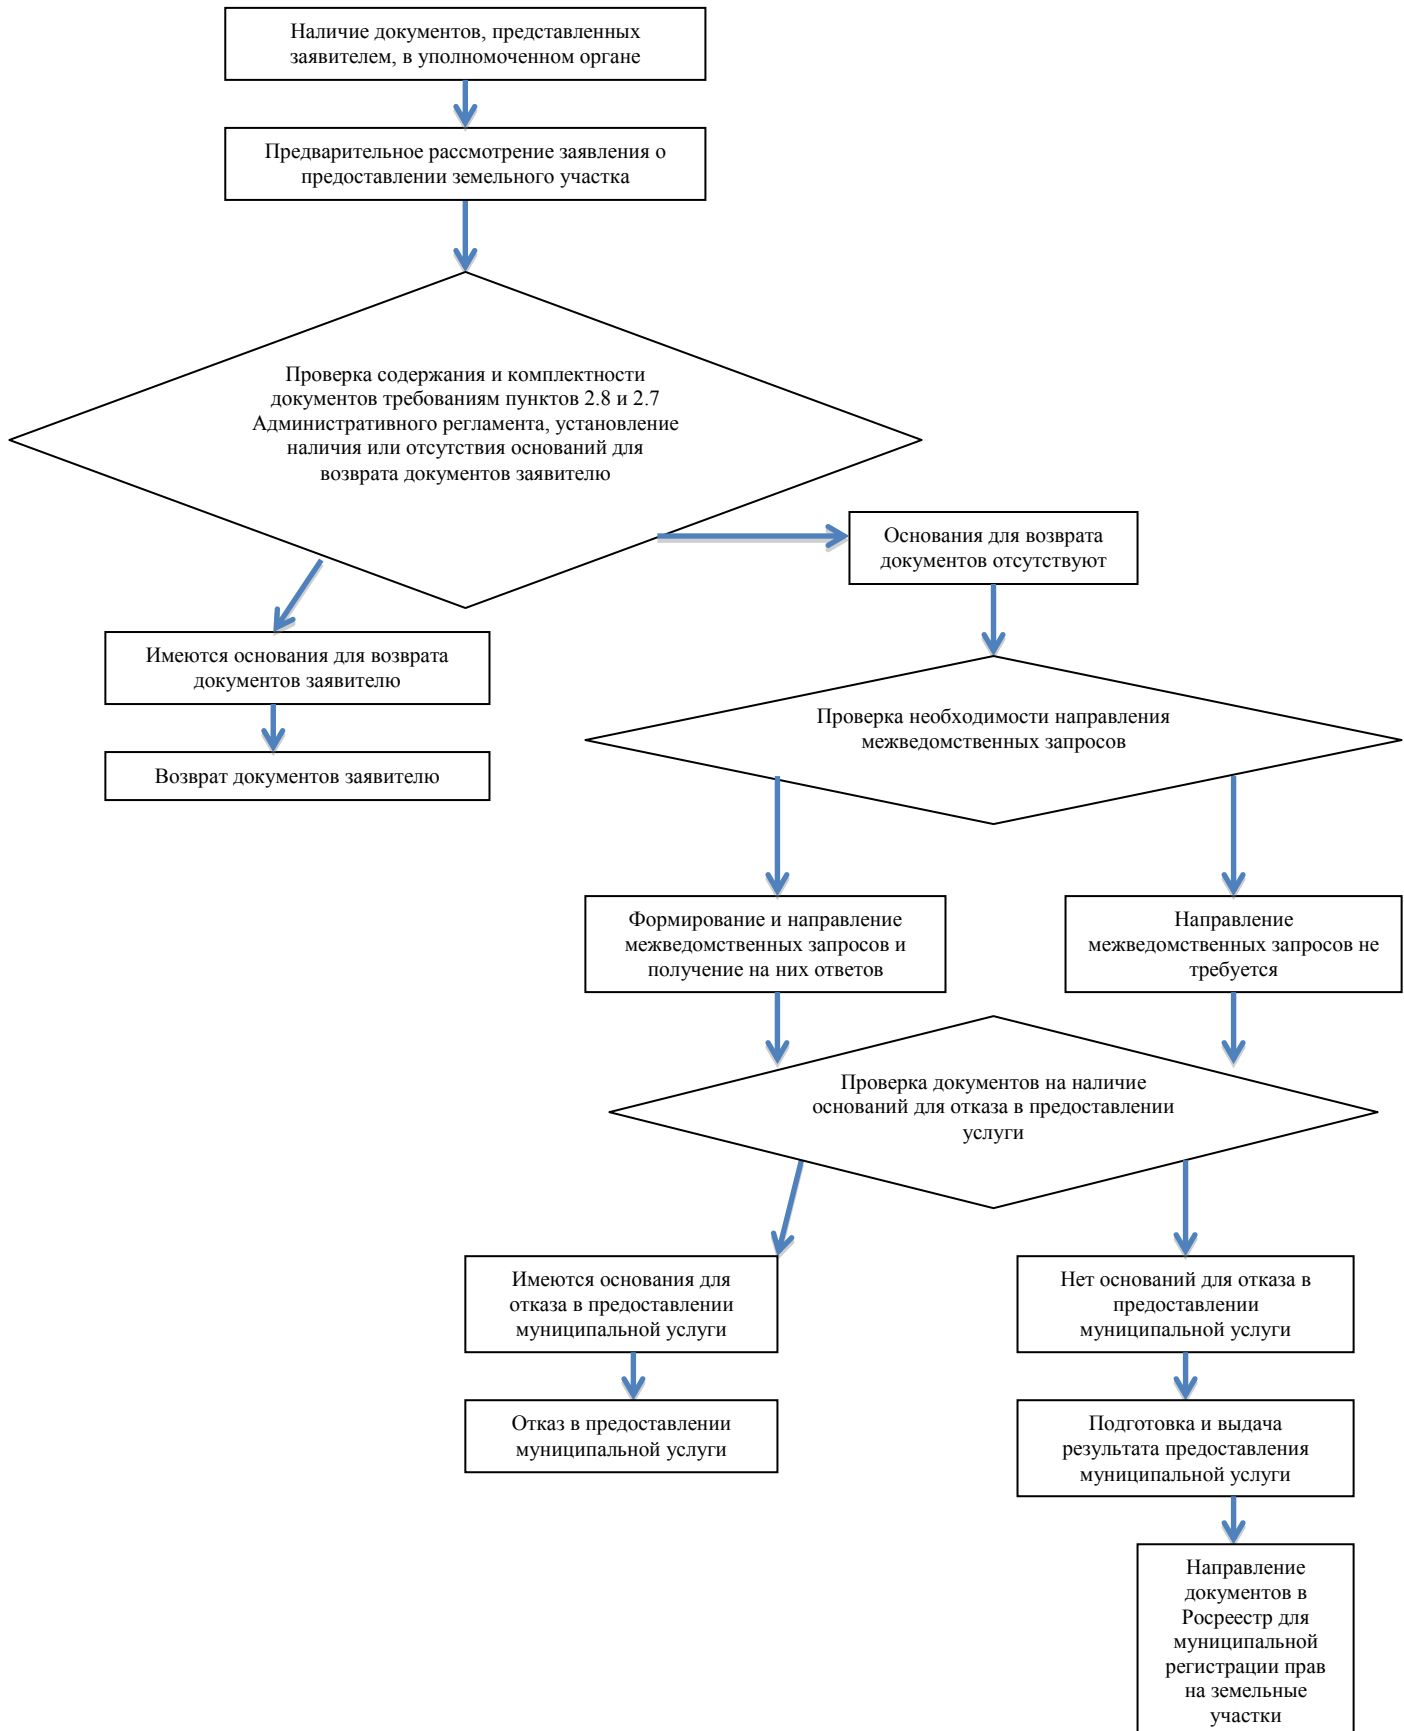 Наличие документов, представленных
заявителем, в уполномоченном органе
Предварительное рассмотрение заявления о
предоставлении земельного участка
Проверка содержания и комплектности
документов требованиям пунктов 2.8 и 2.7
Административного регламента, установление
наличия или отсутствия оснований для
возврата документов заявителю
Основания для возврата
документов отсутствуют
Имеются основания для возврата
документов заявителю
Возврат документов заявителю
Проверка необходимости направления
межведомственных запросов
Формирование и направление
межведомственных запросов и
получение на них ответов
Направление
межведомственных запросов не
требуется
Проверка документов на наличие
оснований для отказа в предоставлении
услуги
Имеются основания для
отказа в предоставлении
муниципальной услуги
Отказ в предоставлении
муниципальной услуги
Нет оснований для отказа в
предоставлении
муниципальной услуги
Подготовка и выдача
результата предоставления
муниципальной услуги
Направление
документов в
Росреестр для
муниципальной
регистрации прав
на земельные
участки